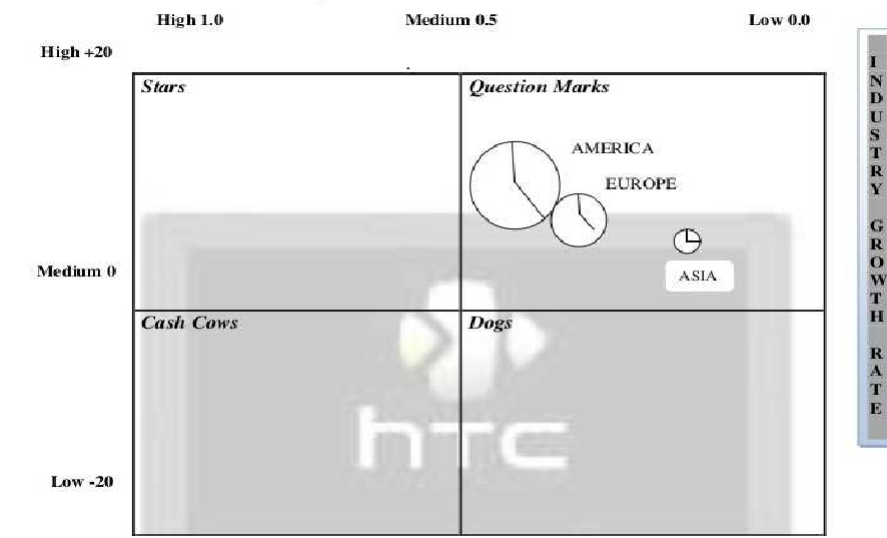 High 1.0 Medium 0.5 Low 0.0
High +20
Stars Question Marks
AMERICA
EUROPE
Medium 0
ASIA
Cash Cows Dogs
hTC
Low -20
INDUSTRY GROWTH RATE